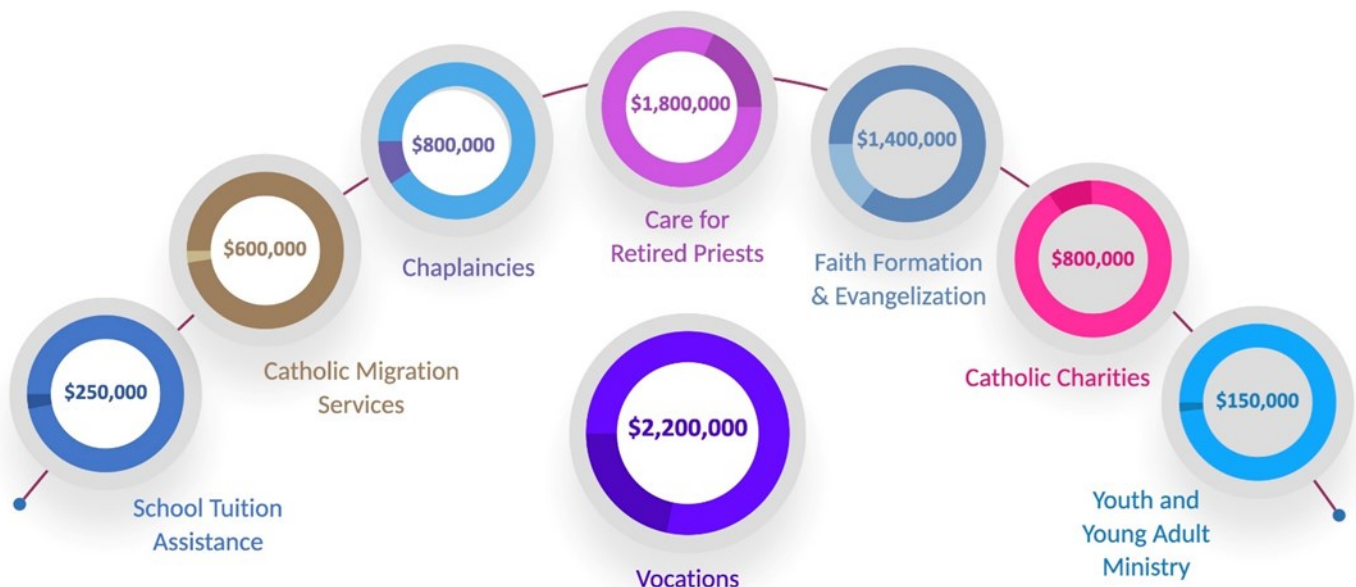 $250,000
School Tuition
Assistance
$600,000
Catholic Migration
Services
$800,000
Chaplaincies
$1,800,000
Care for
Retired Priests
$1,400,000
Faith Formation
& Evangelization
$800,000
Catholic Charities
$150,000
Youth and
Young Adult
Ministry
$2,200,000
Vocations